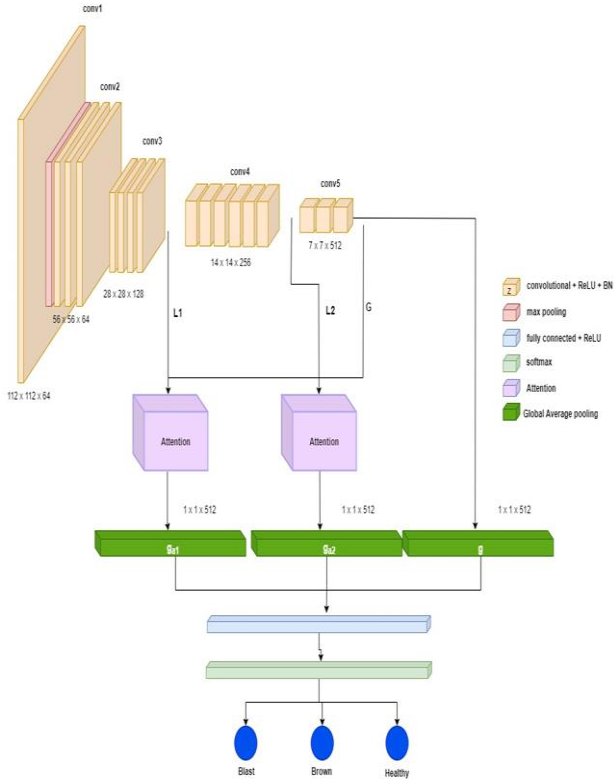 conv1
conv2
conv3
conv4
conv5
7 x 7 x 512
14 x 14 x 256
28 x 28 x 128
56 x 56 x 64
112 x 112 x 64
L1
L2
G
Z
convolutional + ReLU + BN
max pooling
fully connected + ReLU
softmax
Attention
Global Average pooling
Attention
Attention
1 x 1 x 512
1 x 1 x 512
1 x 1 x 512
ga1
ga2
g
Blast
Brown
Healthy